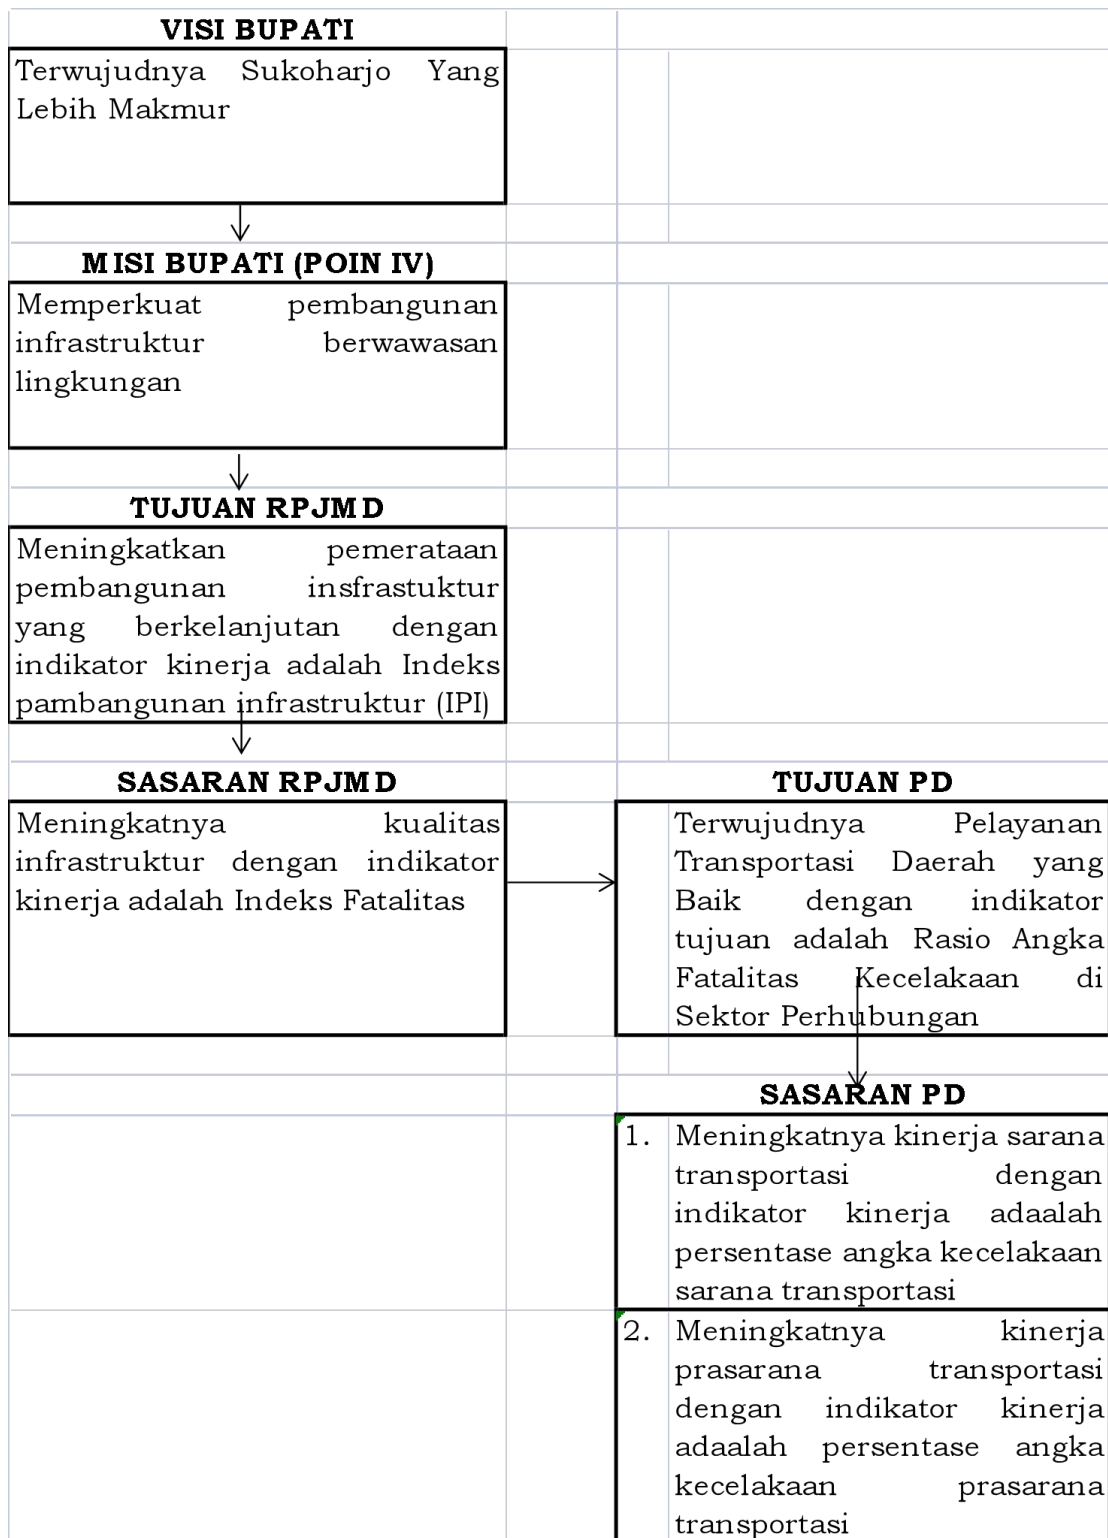 VISI BUPATI
Terwujudnya Sukoharjo Yang
Lebih Makmur
MISI BUPATI (POIN IV)
Memperkuat pembangunan
infrastruktur berwawasan
lingkungan
TUJUAN RPJMD
Meningkatkan pemerataan
pembangunan insfrastuktur
yang berkelanjutan dengan
indikator kinerja adalah Indeks
pambangunan infrastruktur (IPI)
SASARAN RPJMD
Meningkatnya kualitas
infrastruktur dengan indikator
kinerja adalah Indeks Fatalitas
TUJUAN PD
Terwujudnya Pelayanan
Transportasi Daerah yang
Baik dengan indikator
tujuan adalah Rasio Angka
Fatalitas Kecelakaan di
Sektor Perhubungan
SASARAN PD
1. Meningkatnya kinerja sarana
transportasi dengan
indikator kinerja adaalah
persentase angka kecelakaan
sarana transportasi
2. Meningkatnya kinerja
prasarana transportasi
dengan indikator kinerja
adaalah persentase angka
kecelakaan prasarana
transportasi